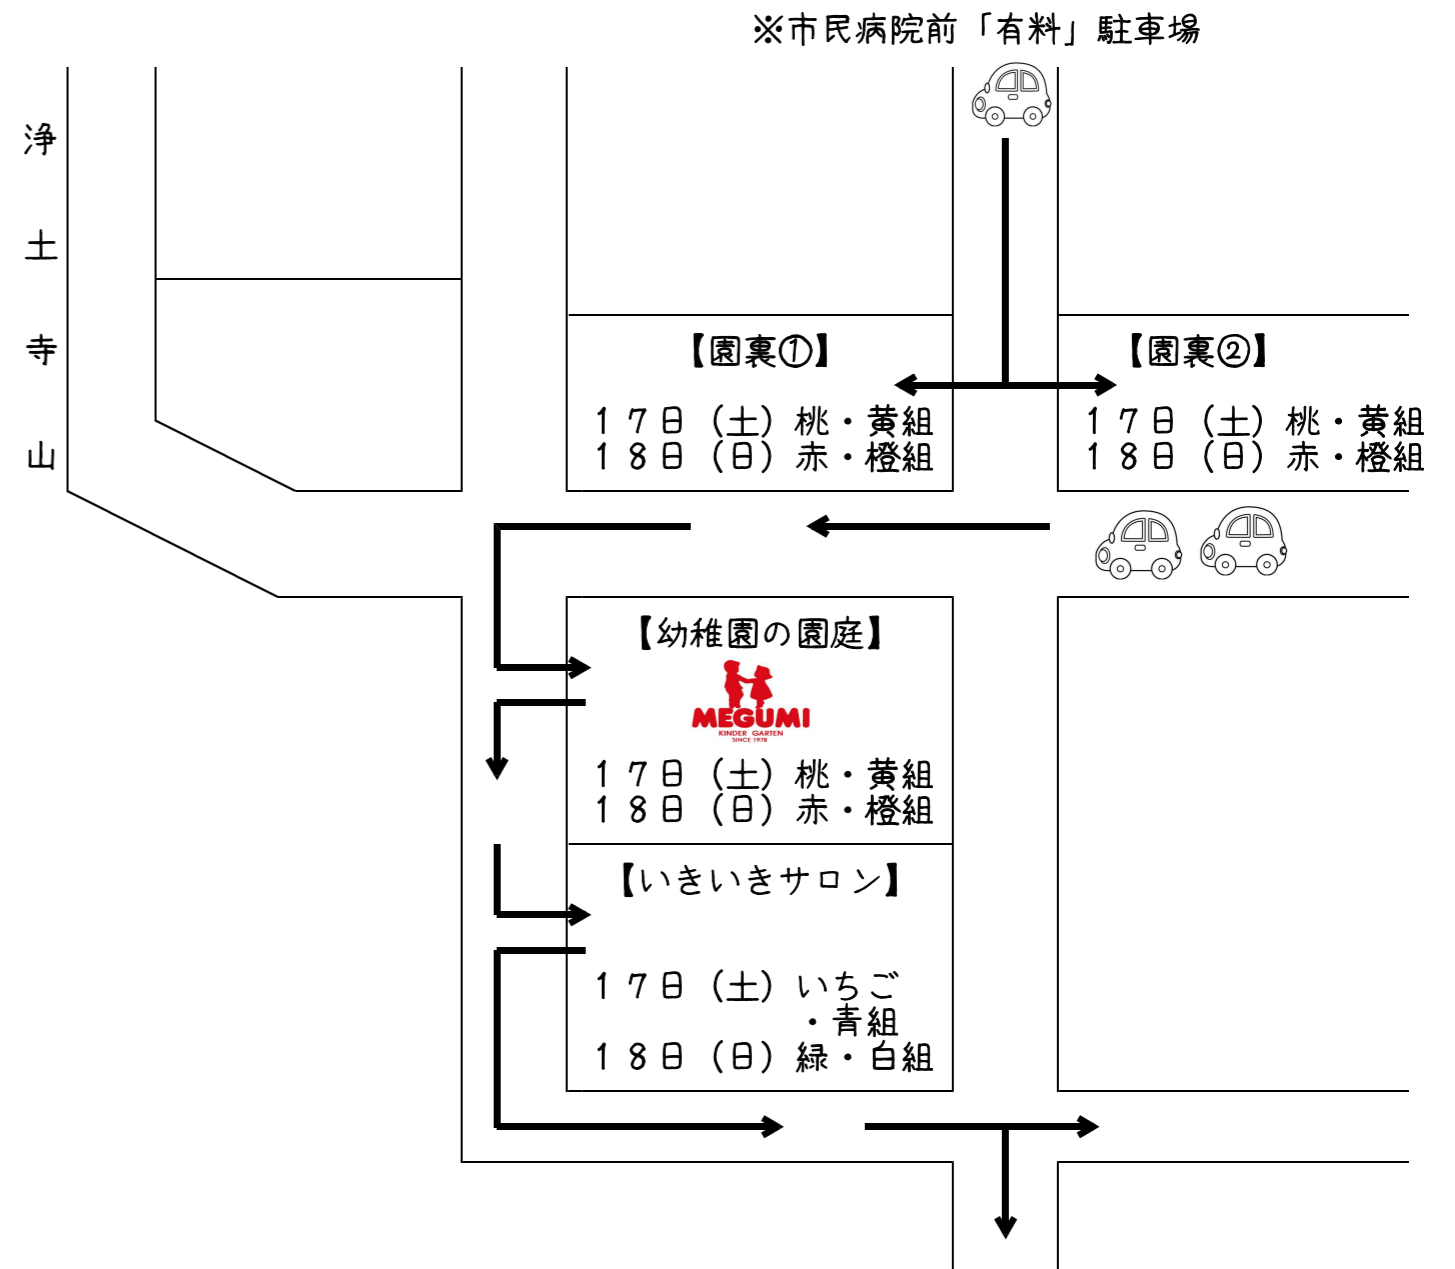 ※市民病院前「有料」駐車場
浄土寺山
【園裏①】
１７日（土）桃・黄組
１８日（日）赤・橙組
【園裏②】
１７日（土）桃・黄組
１８日（日）赤・橙組
【幼稚園の園庭】
MEGUMI
KINDER GARTEN
SINCE 1978
１７日（土）桃・黄組
１８日（日）赤・橙組
【いきいきサロン】
１７日（土）いちご
・青組
１８日（日）緑・白組